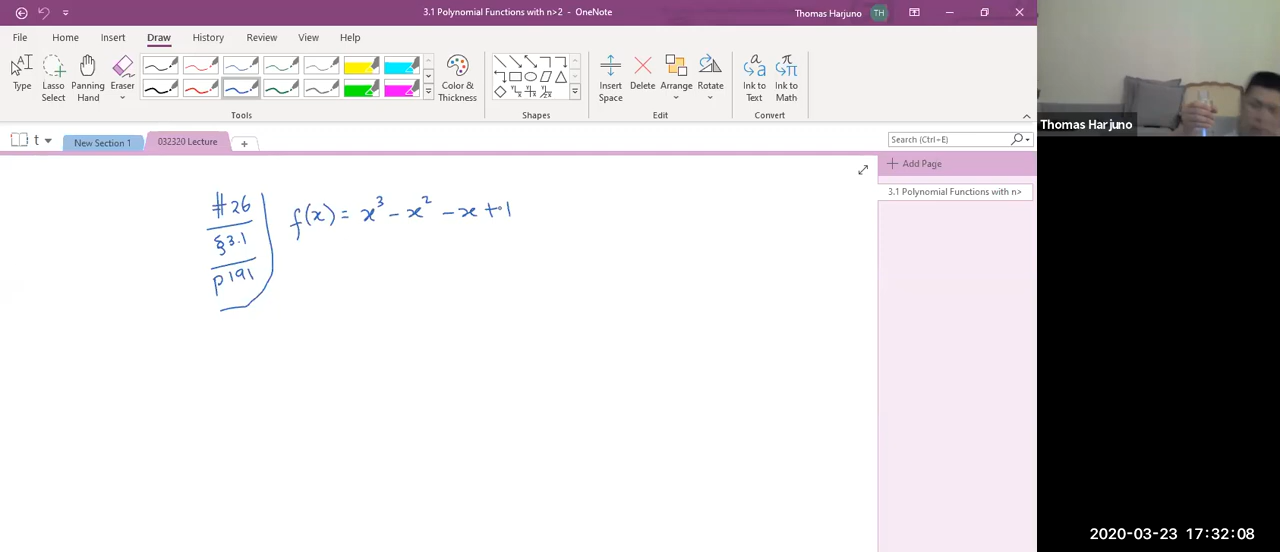 3.1 Polynomial Functions with n>2 - OneNote
Thomas Harjuno
TH
File Home Insert Draw History Review View Help
Type
Lasso Select
Panning Hand
Eraser
Color & Thickness
Insert Space
Delete
Arrange
Rotate
Ink to Text
Ink to Math
Tools
Shapes
Edit
Convert
t
New Section 1
032320 Lecture
Search (Ctrl+E)
Add Page
3.1 Polynomial Functions with n>
Thomas Harjuno
#26
§3.1
p191
f(x) = x³ - x² - x + 1
2020-03-23 17:32:08